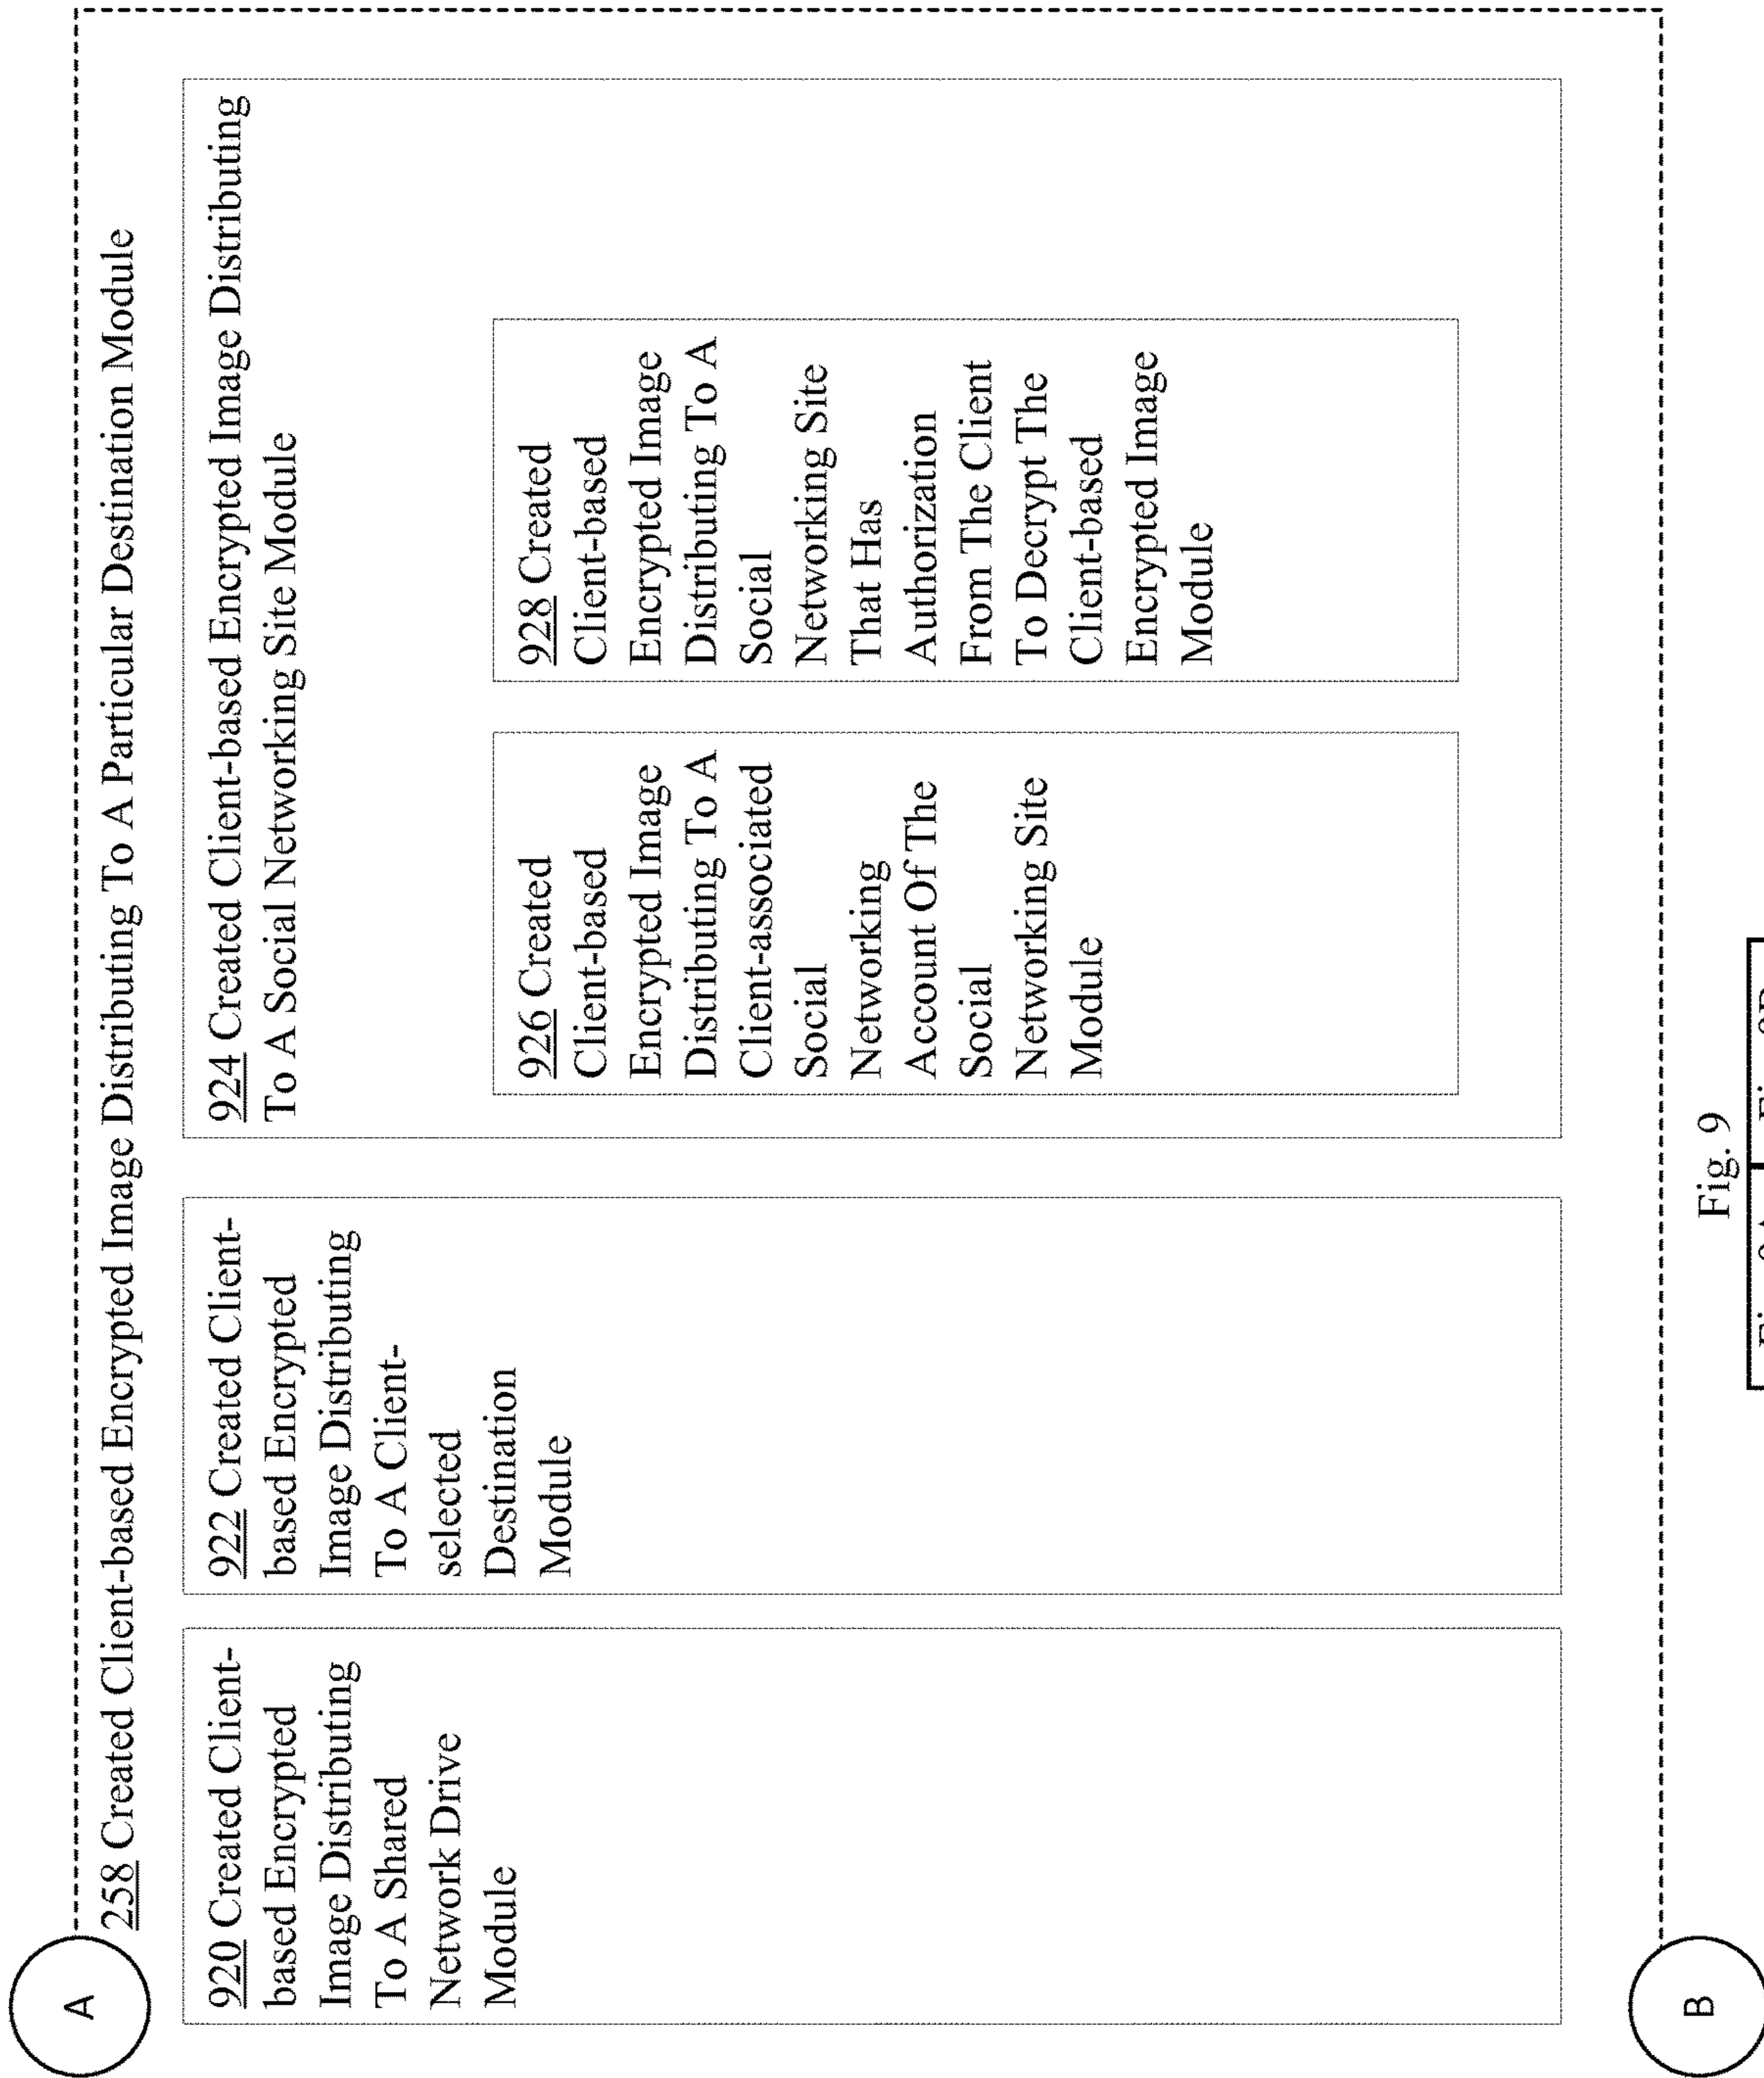 A
258 Created Client-based Encrypted Image Distributing To A Particular Destination Module
920 Created Client-
based Encrypted
Image Distributing
To A Shared
Network Drive
Module
922 Created Client-
based Encrypted
Image Distributing
To A Client-
selected
Destination
Module
924 Created Client-based Encrypted Image Distributing
To A Social Networking Site Module
926 Created
Client-based
Encrypted Image
Distributing To A
Client-associated
Social
Networking
Account Of The
Social
Networking Site
Module
928 Created
Client-based
Encrypted Image
Distributing To A
Social
Networking Site
That Has
Authorization
From The Client
To Decrypt The
Client-based
Encrypted Image
Module
B
Fig. 9